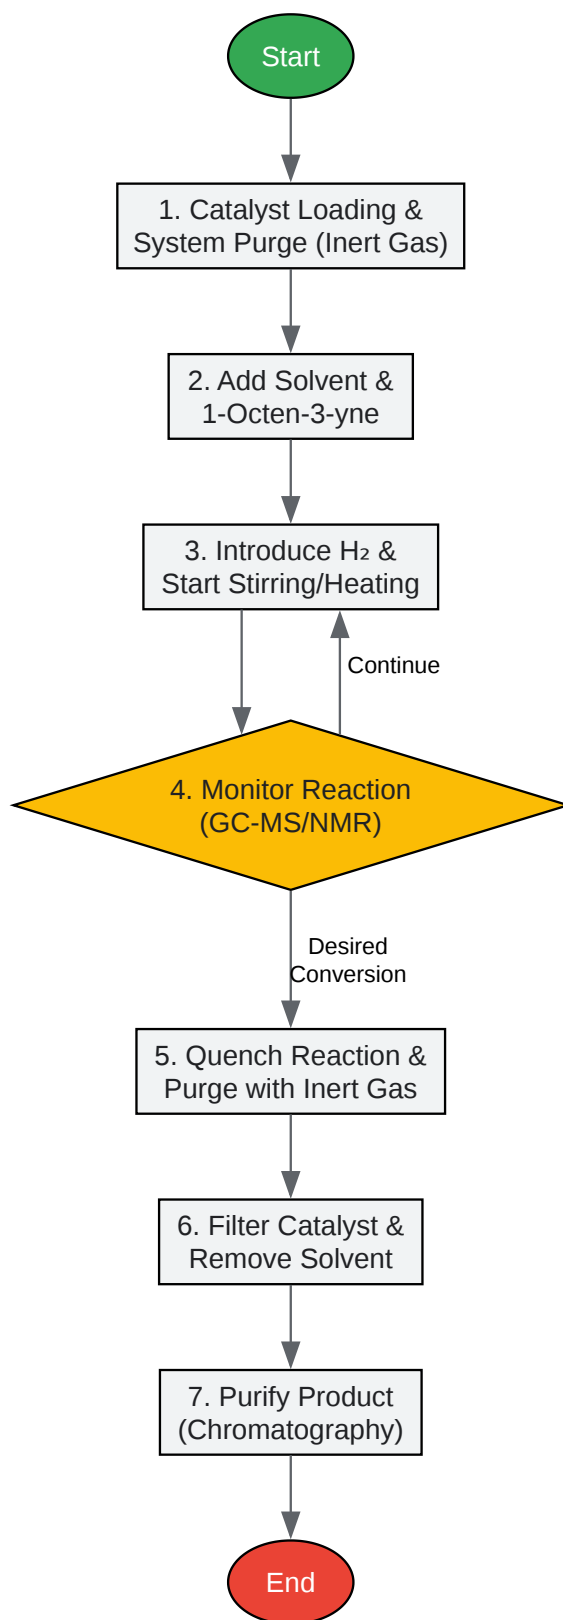 Start
1. Catalyst Loading &
System Purge (Inert Gas)
2. Add Solvent &
1-Octen-3-yne
3. Introduce H₂ &
Start Stirring/Heating
Continue
4. Monitor Reaction
(GC-MS/NMR)
Desired
Conversion
5. Quench Reaction &
Purge with Inert Gas
6. Filter Catalyst &
Remove Solvent
7. Purify Product
(Chromatography)
End